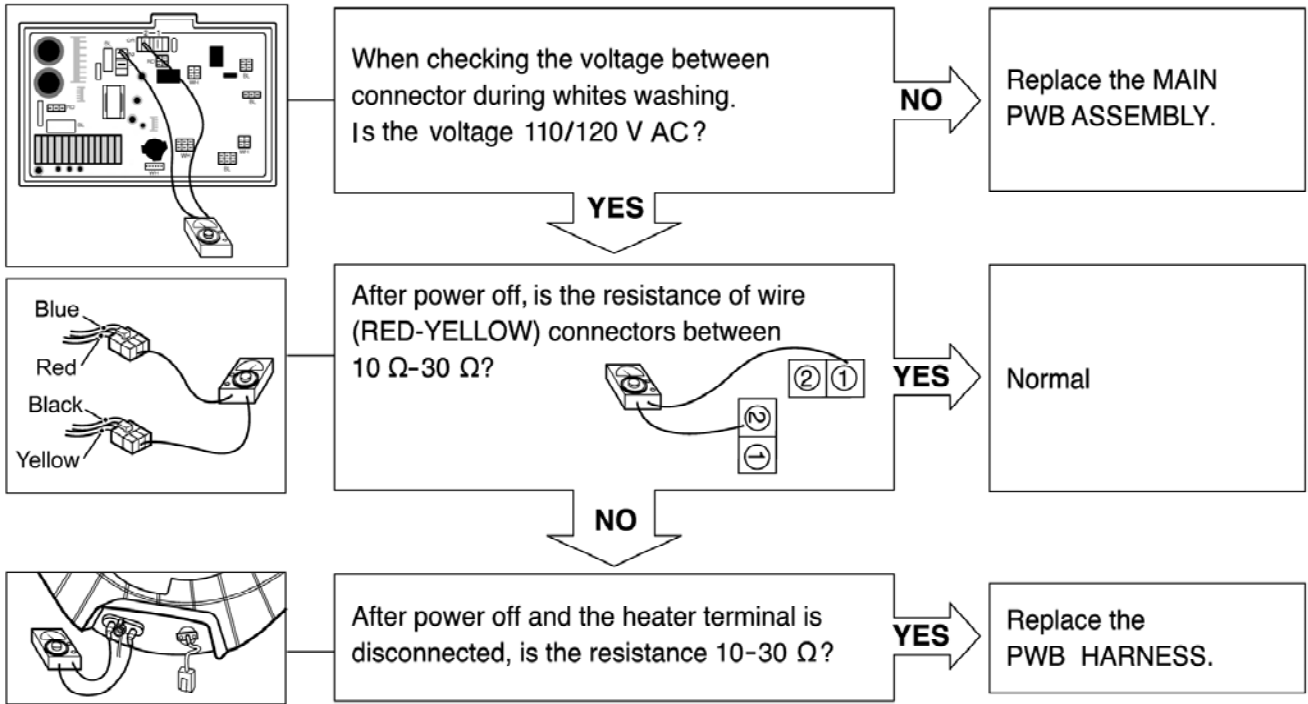 When checking the voltage between
connector during whites washing.
Is the voltage 110/120 V AC?
NO
Replace the MAIN
PWB ASSEMBLY.
YES
Blue
Red
Black
Yellow
After power off, is the resistance of wire
(RED-YELLOW) connectors between
10 Ω-30 Ω?
② ①
②
①
YES
Normal
NO
After power off and the heater terminal is
disconnected, is the resistance 10-30 Ω?
YES
Replace the
PWB HARNESS.